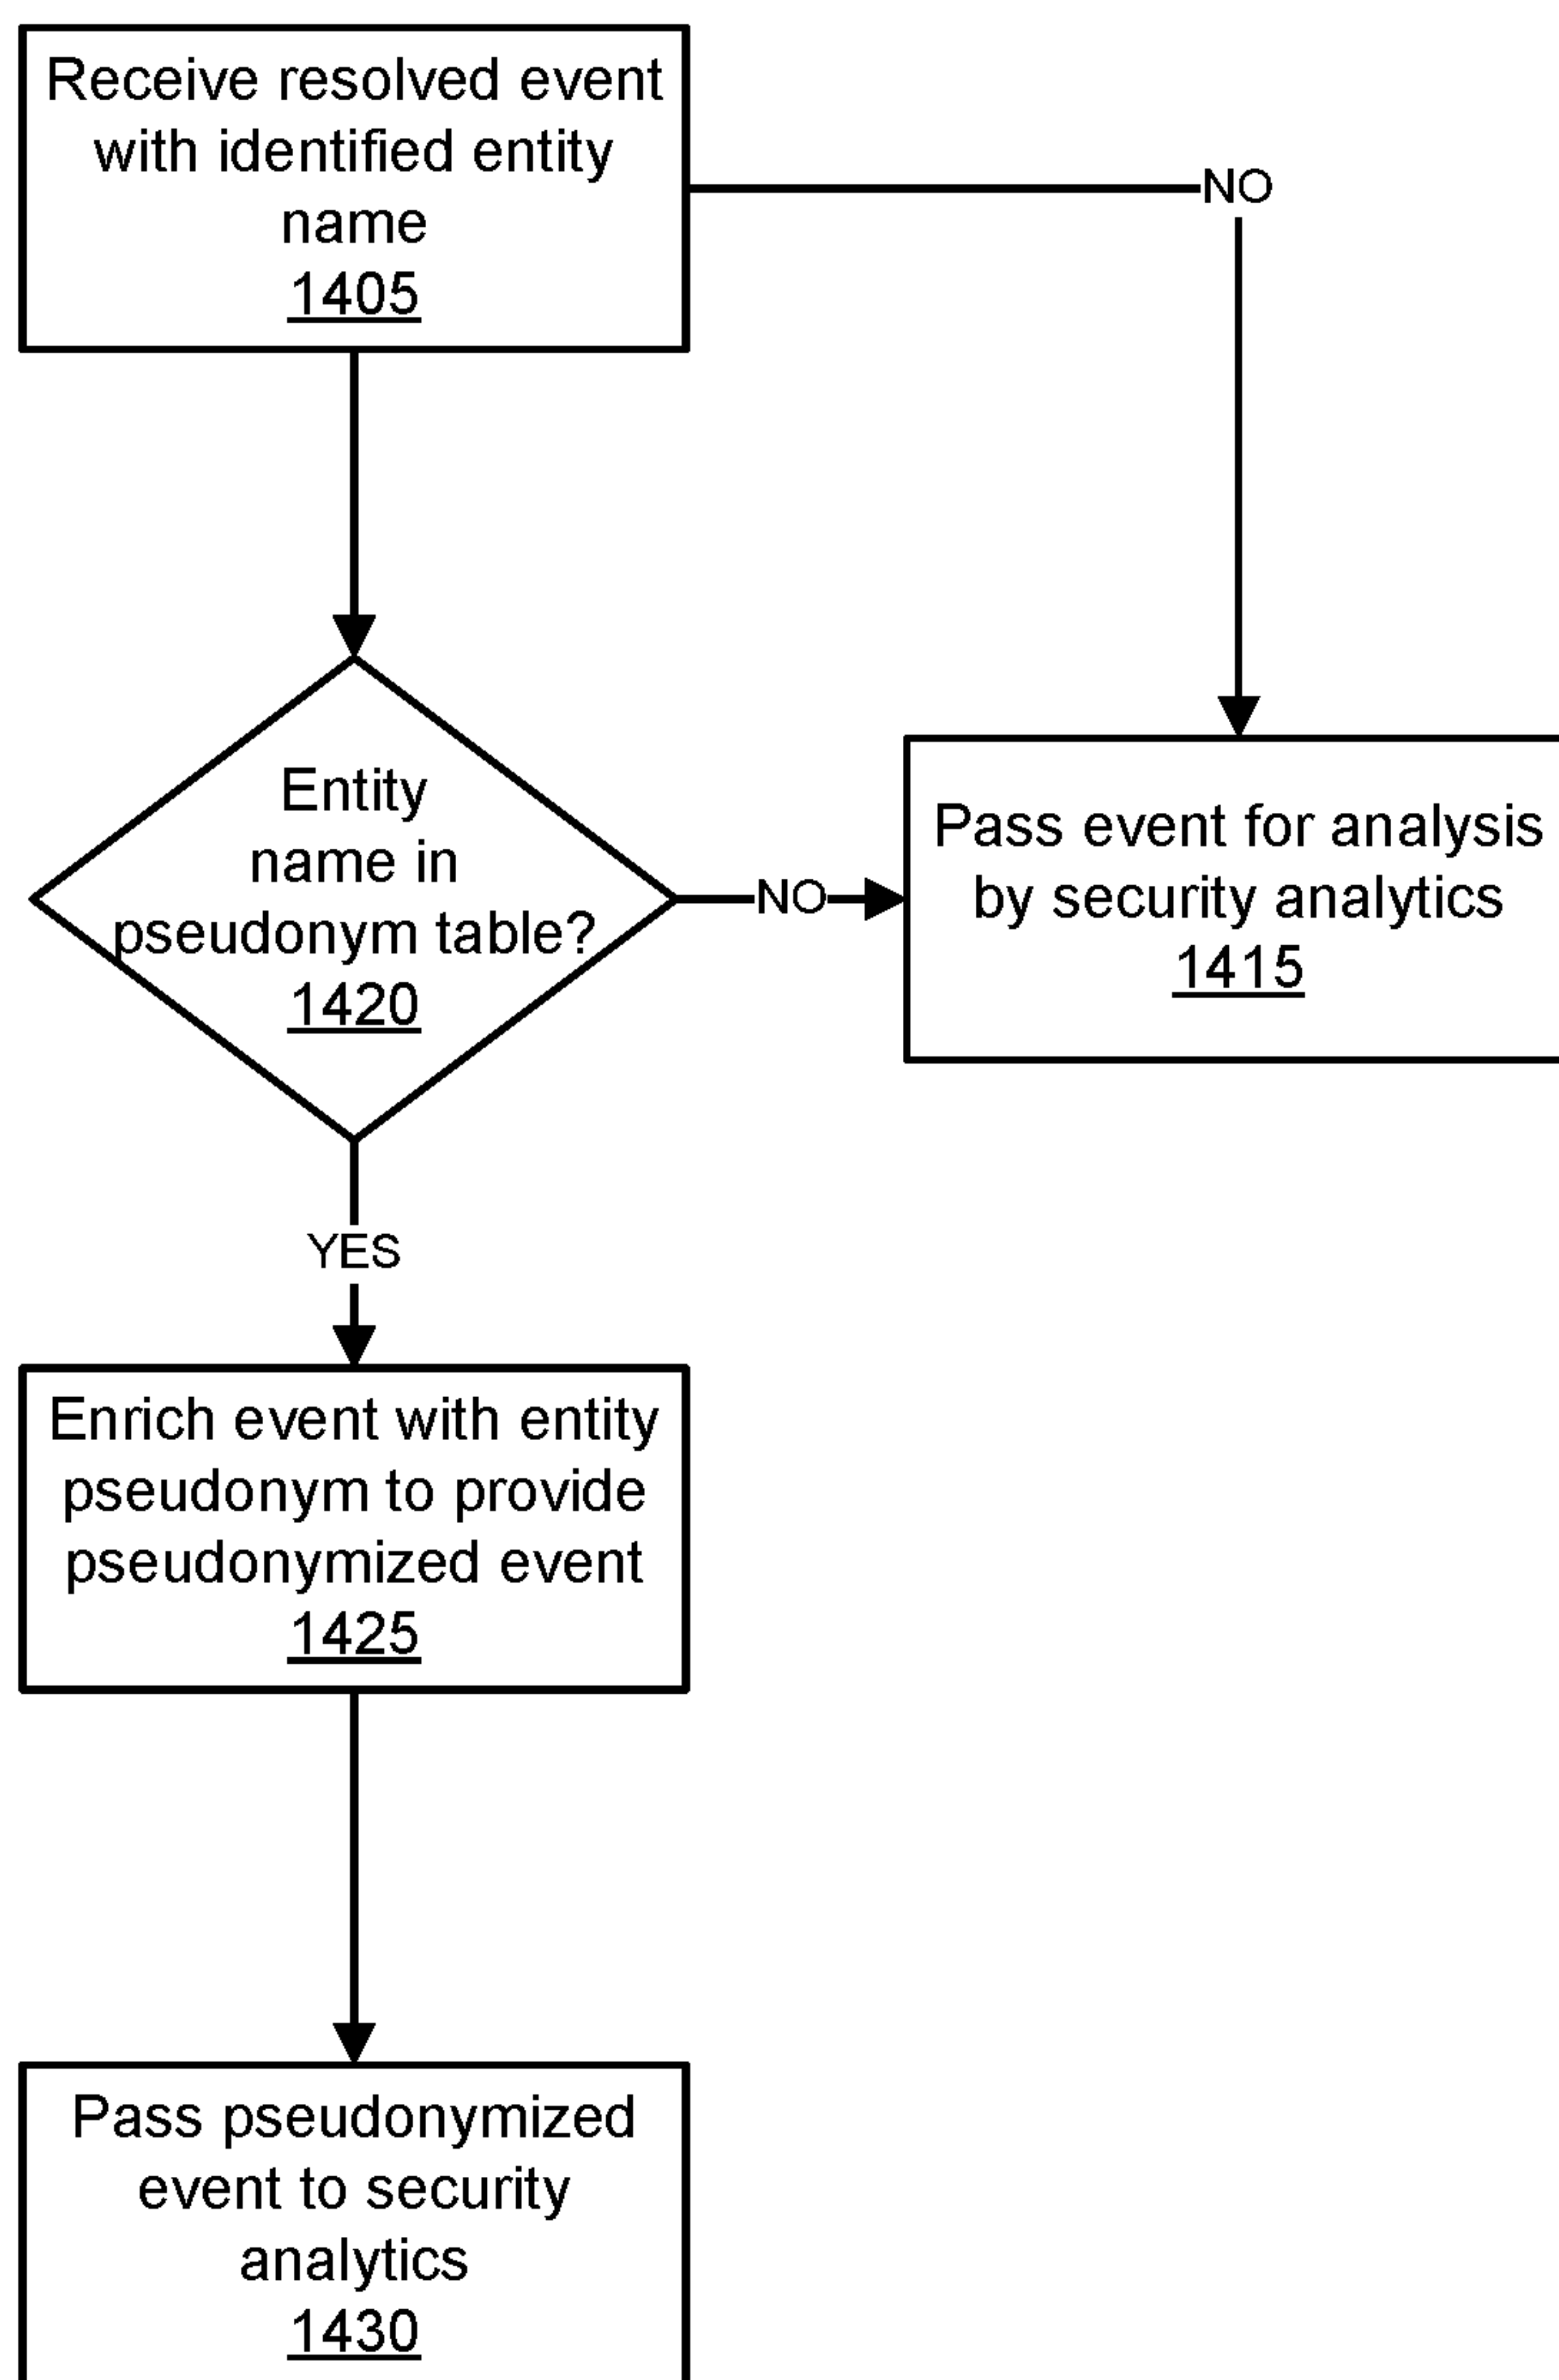 Receive resolved event
with identified entity
name
1405
NO
Entity
name in
pseudonym table?
1420
NO
Pass event for analysis
by security analytics
1415
YES
Enrich event with entity
pseudonym to provide
pseudonymized event
1425
Pass pseudonymized
event to security
analytics
1430